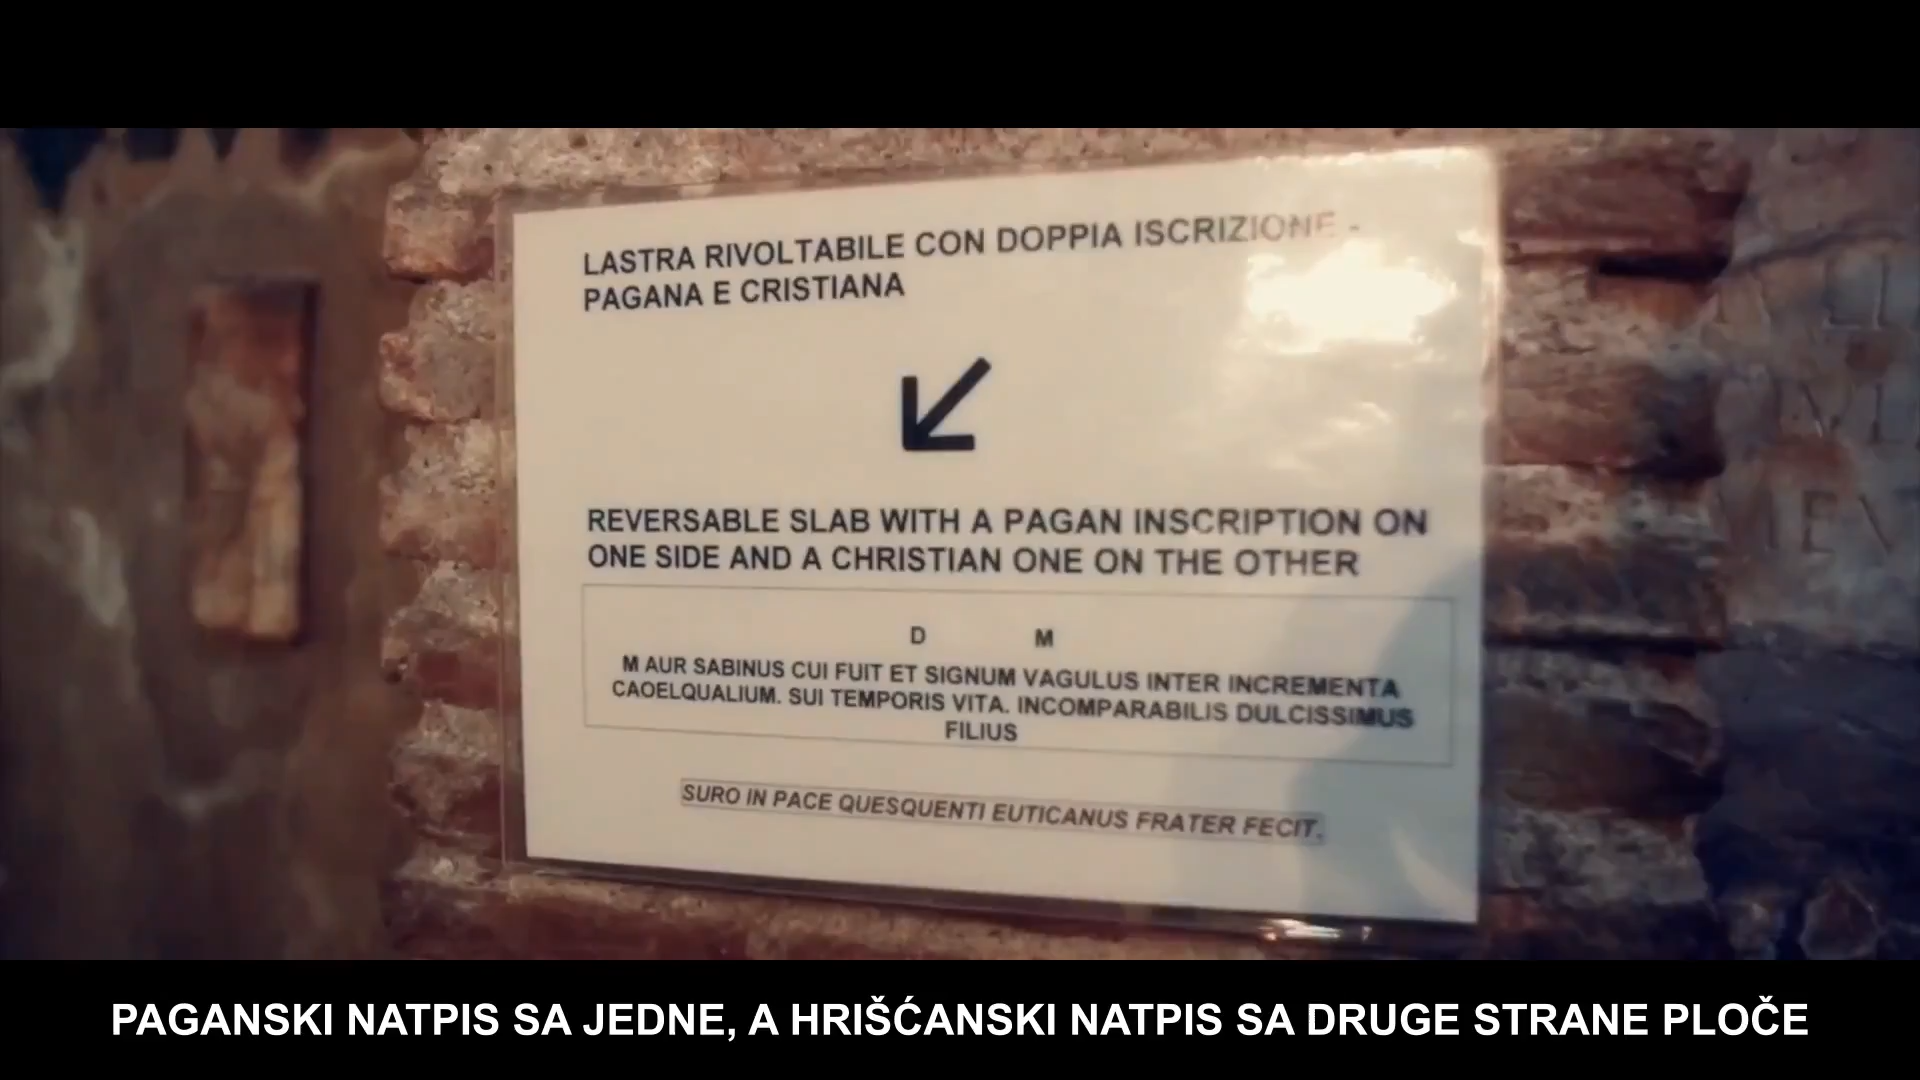 LASTRA RIVOLTABILE CON DOPPIA ISCRIZIONE -
PAGANA E CRISTIANA
REVERSABLE SLAB WITH A PAGAN INSCRIPTION ON
ONE SIDE AND A CHRISTIAN ONE ON THE OTHER
D M
M AUR SABINUS CUI FUIT ET SIGNUM VAGULUS INTER INCREMENTA
CAOELQUALIUM. SUI TEMPORIS VITA. INCOMPARABILIS DULCISSIMUS
FILIUS
SURO IN PACE QUESQUENTI EUTICANUS FRATER FECIT.
PAGANSKI NATPIS SA JEDNE, A HRIŠĆANSKI NATPIS SA DRUGE STRANE PLOČE